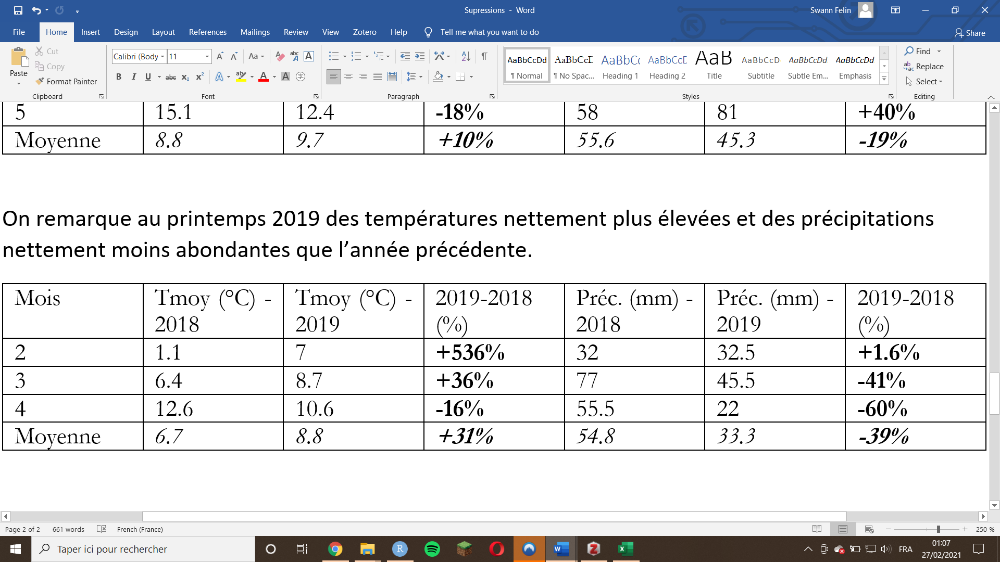 Supressions - Word
Swann Felin
File Home Insert Design Layout References Mailings Review View Zotero Help Tell me what you want to do
Share
Paste
Cut
Copy
Format Painter
Clipboard
Calibri (Body 11
Font
Paragraph
AaBbCcDd AaBbCcD AaBbCc AaBbCcD AaB AaBbCcD AaBbCcDd AaBbCcDd
¶ Normal ¶ No Spac... Heading 1 Heading 2 Title Subtitle Subtle Em... Emphasis
Styles
Find
Replace
Select
Editing
5 15.1 12.4 -18% 58 81 +40%
Moyenne 8.8 9.7 +10% 55.6 45.3 -19%
On remarque au printemps 2019 des températures nettement plus élevées et des précipitations
nettement moins abondantes que l’année précédente.
Mois Tmoy (°C) - 2018 Tmoy (°C) - 2019 2019-2018 (%) Préc. (mm) - 2018 Préc. (mm) - 2019 2019-2018 (%)
2 1.1 7 +536% 32 32.5 +1.6%
3 6.4 8.7 +36% 77 45.5 -41%
4 12.6 10.6 -16% 55.5 22 -60%
Moyenne 6.7 8.8 +31% 54.8 33.3 -39%
Page 2 of 2 661 words French (France)
250 %
Taper ici pour rechercher
FRA
01:07
27/02/2021